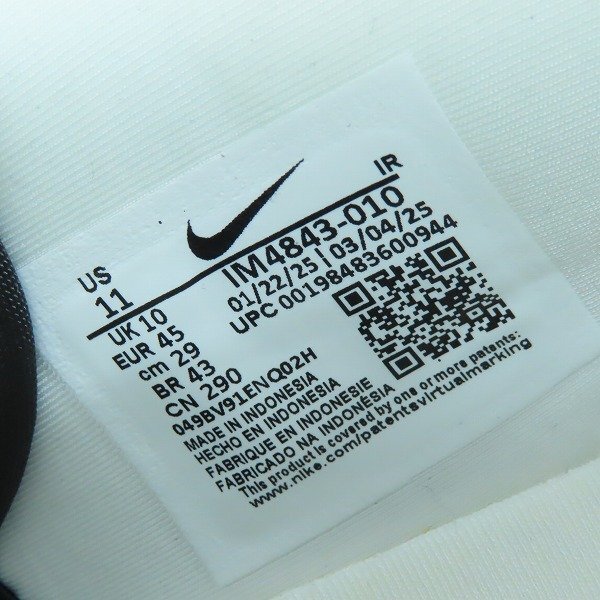 IR
US
11
IM4843-010
UK 10
01/22/25 | 03/04/25
EUR 45
UPC 00198483600944
cm 29
BR 43
CN 290
049BV91ENQ02H
MADE IN INDONESIA
HECHO EN INDONESIA
FABRIQUE EN INDONESIE
FABRICADO NA INDONESIA
This product is covered by one or more patents:
www.nike.com/patentavirtualmarking